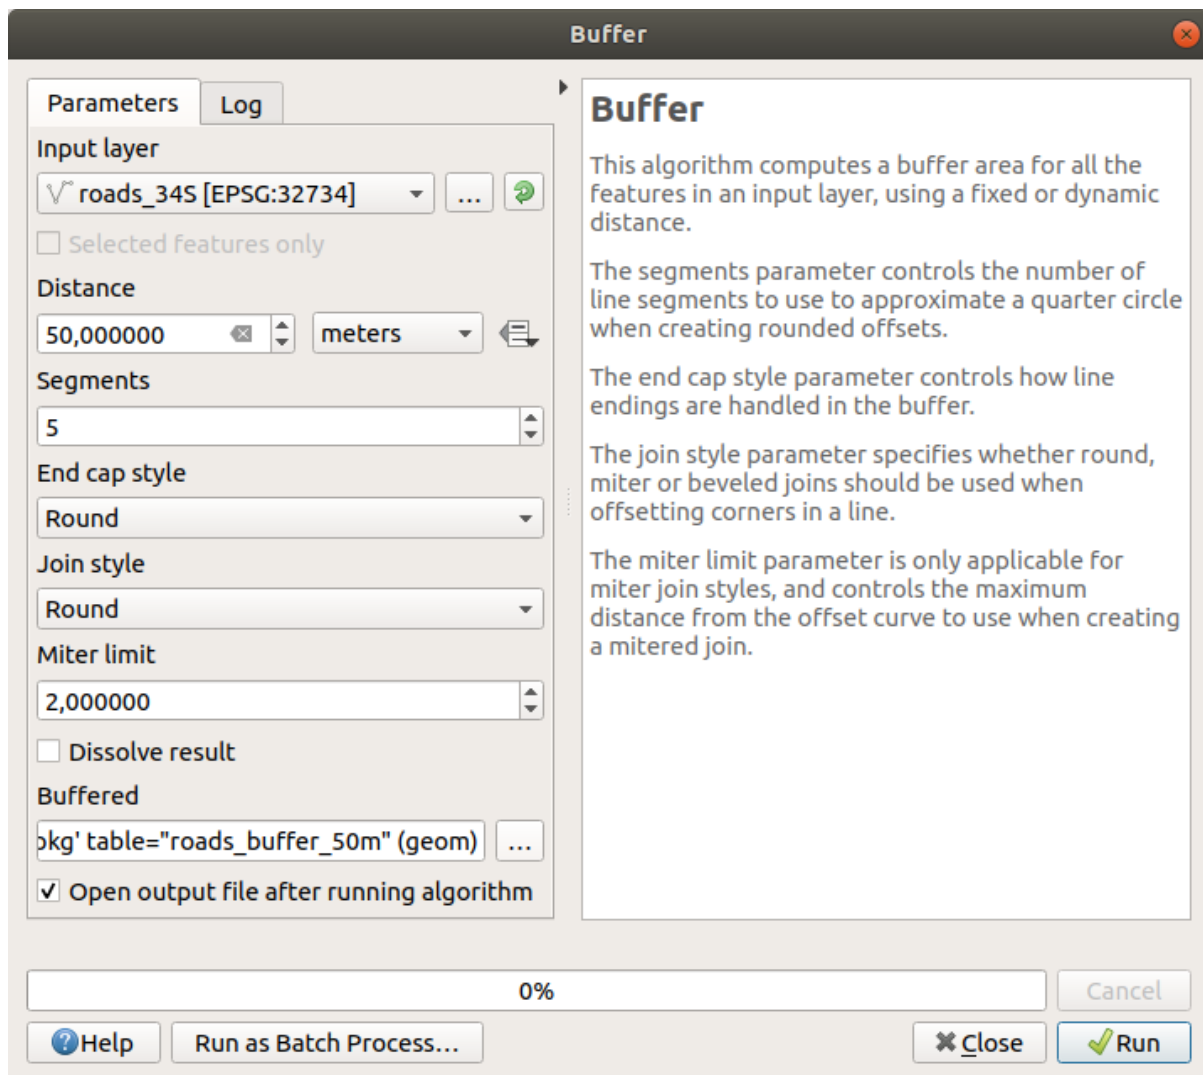 Buffer
Parameters
Log
Input layer
roads_34S [EPSG:32734]
...
Selected features only
Distance
50,000000
meters
Segments
5
End cap style
Round
Join style
Round
Miter limit
2,000000
Dissolve result
Buffered
table="roads_buffer_50m" (geom)
...
Open output file after running algorithm
Buffer
This algorithm computes a buffer area for all the
features in an input layer, using a fixed or dynamic
distance.
The segments parameter controls the number of
line segments to use to approximate a quarter circle
when creating rounded offsets.
The end cap style parameter controls how line
endings are handled in the buffer.
The join style parameter specifies whether round,
miter or beveled joins should be used when
offsetting corners in a line.
The miter limit parameter is only applicable for
miter join styles, and controls the maximum
distance from the offset curve to use when creating
a mitered join.
0%
Cancel
Help
Run as Batch Process...
Close
Run